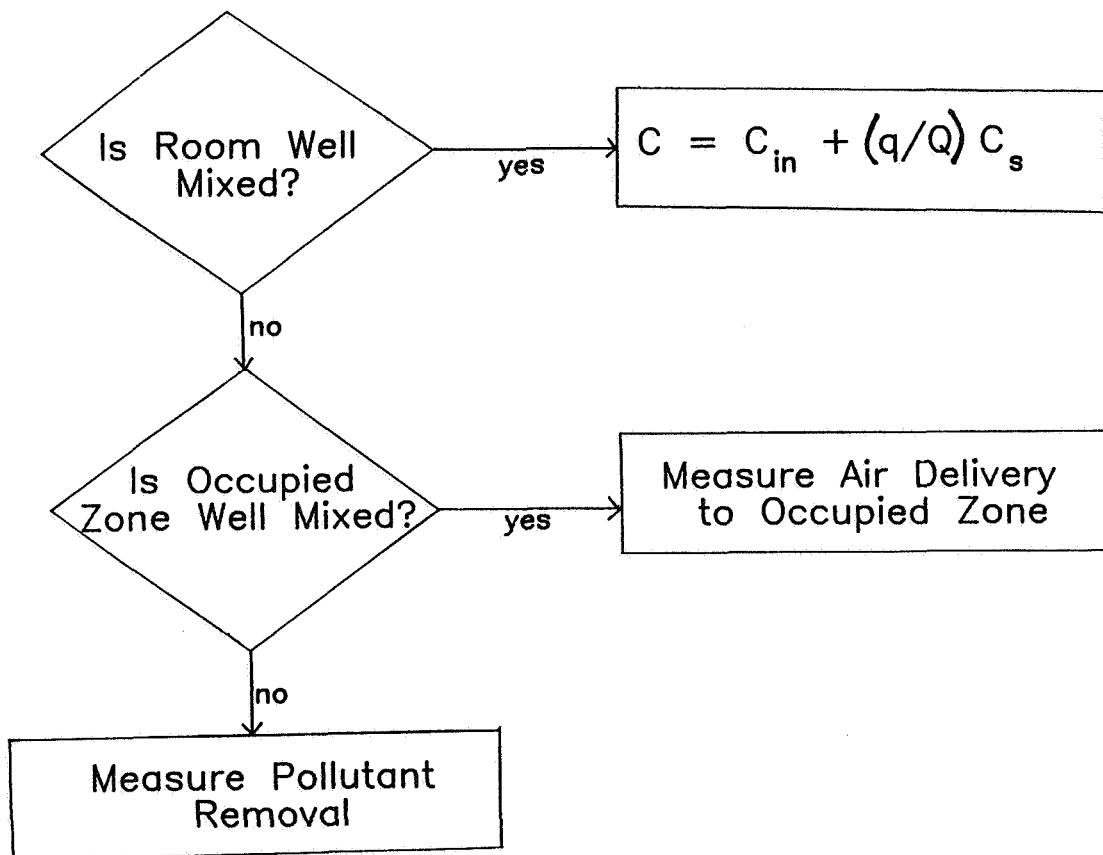 Is Room Well
Mixed?
yes
C = C_in + (q/Q) C_s
no
Is Occupied
Zone Well Mixed?
yes
Measure Air Delivery
to Occupied Zone
no
Measure Pollutant
Removal